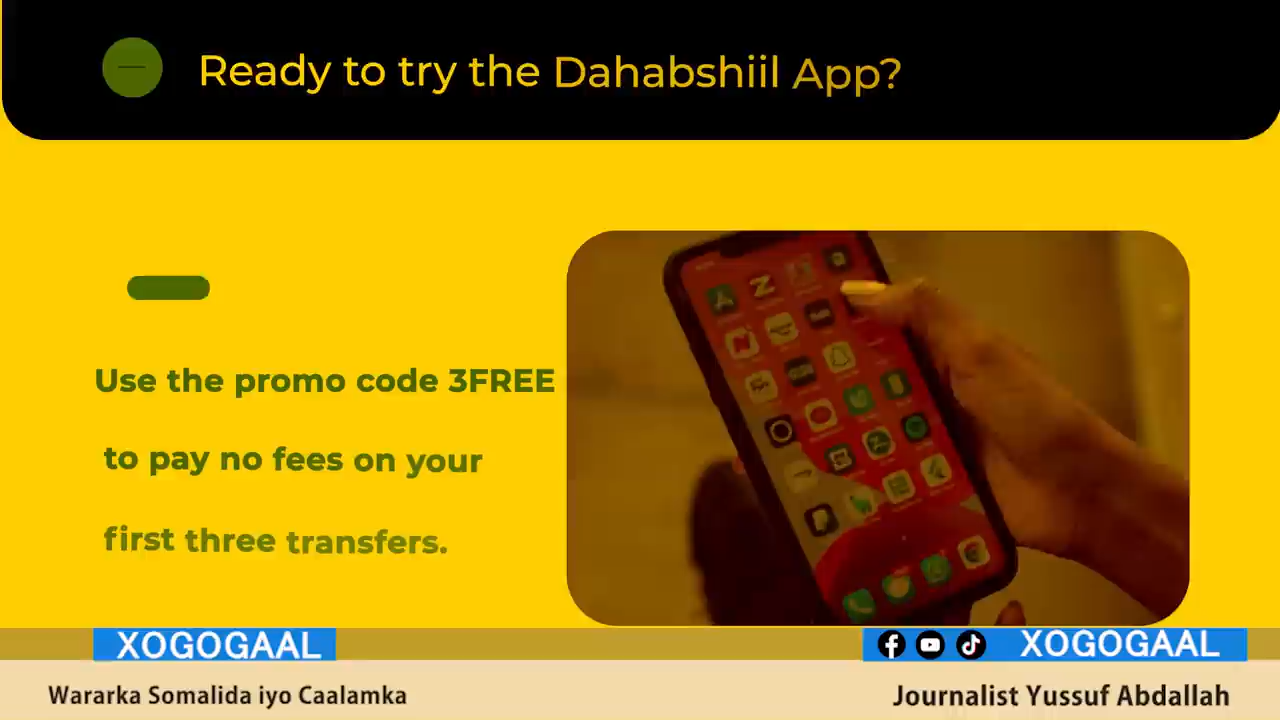 Ready to try the Dahabshiil App?
Use the promo code 3FREE
to pay no fees on your
first three transfers.
XOGOGAAL
XOGOGAAL
Wararka Somalida iyo Caalamka
Journalist Yussuf Abdallah